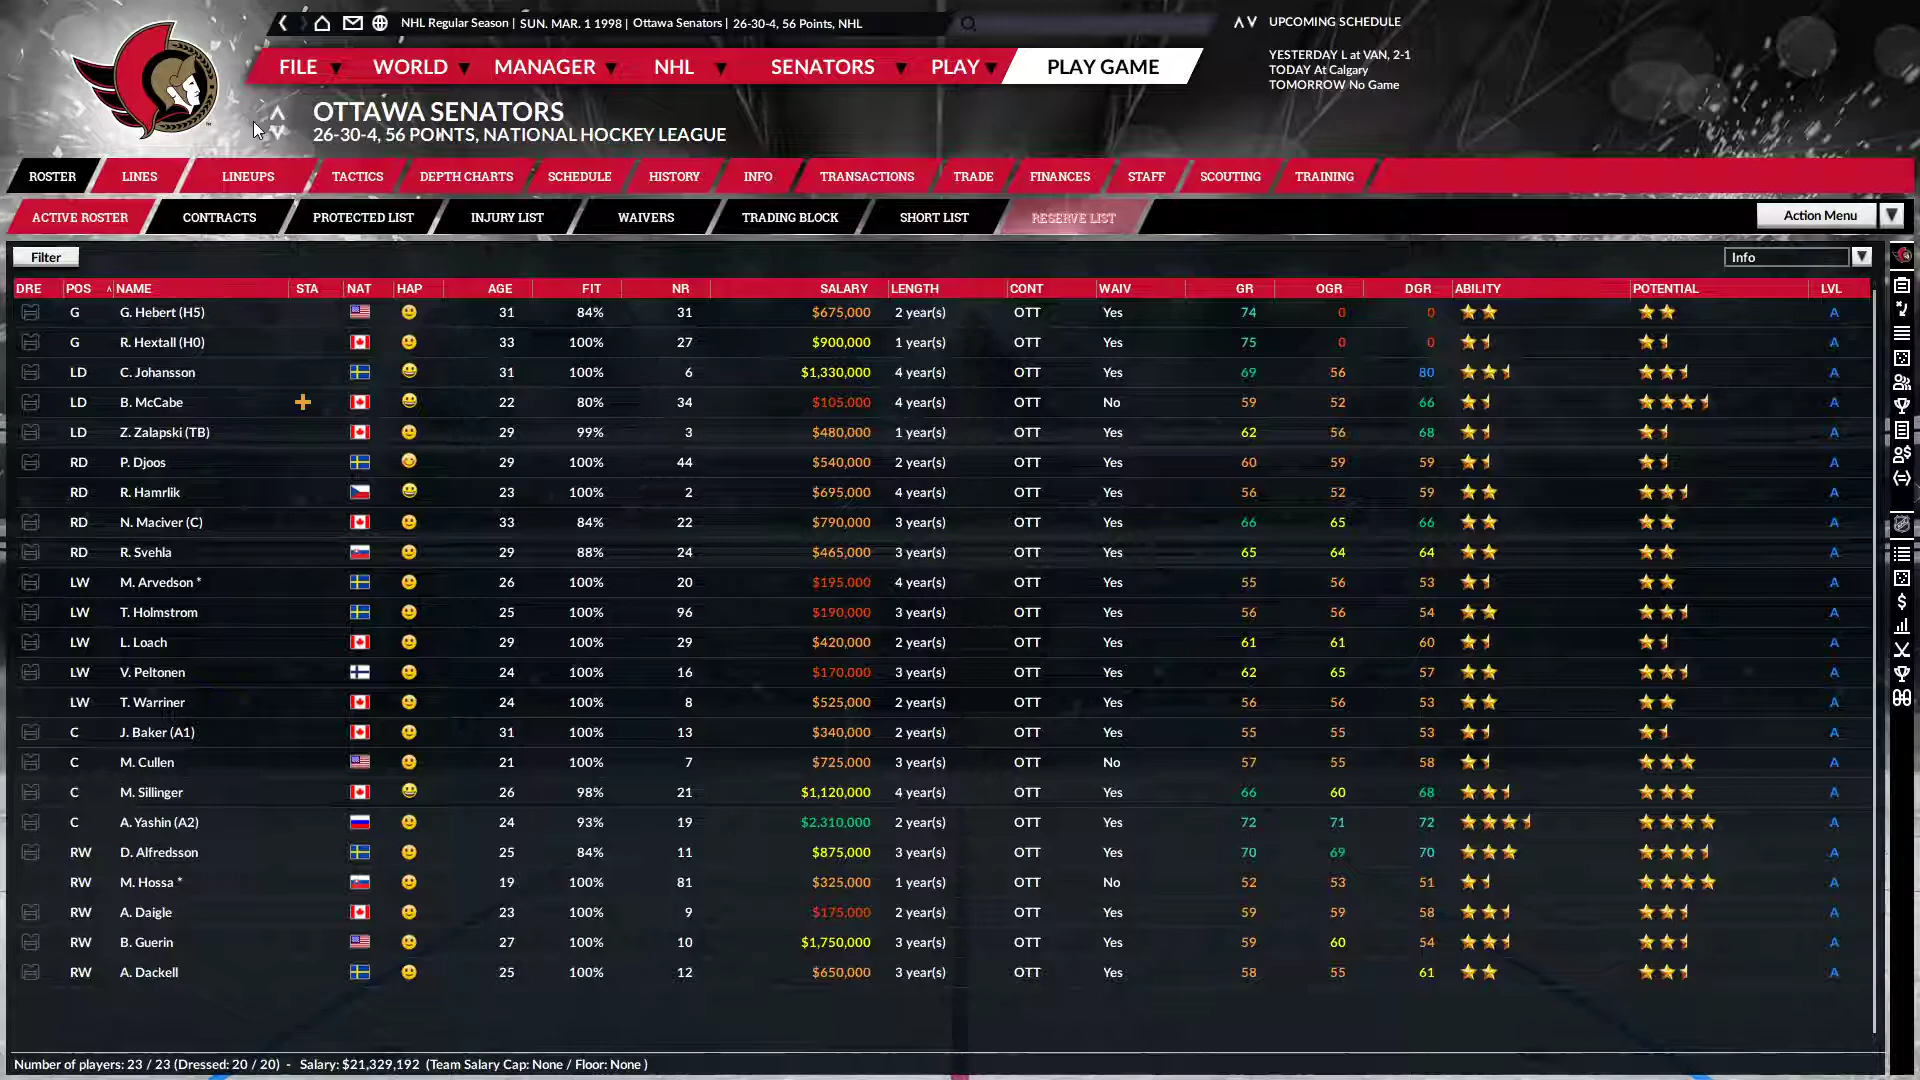 NHL Regular Season | SUN. MAR. 1 1998 | Ottawa Senators | 26-30-4, 56 Points, NHL
UPCOMING SCHEDULE
YESTERDAY L at VAN, 2-1
TODAY At Calgary
TOMORROW No Game
FILE WORLD MANAGER NHL SENATORS PLAY PLAY GAME
OTTAWA SENATORS
26-30-4, 56 POINTS, NATIONAL HOCKEY LEAGUE
ROSTER LINES LINEUPS TACTICS DEPTH CHARTS SCHEDULE HISTORY INFO TRANSACTIONS TRADE FINANCES STAFF SCOUTING TRAINING
ACTIVE ROSTER CONTRACTS PROTECTED LIST INJURY LIST WAIVERS TRADING BLOCK SHORT LIST RESERVE LIST Action Menu
Filter Info
DRE POS NAME STA NAT HAP AGE FIT NR SALARY LENGTH CONT WAIV GR OGR DGR ABILITY POTENTIAL LVL
G G. Hebert (H5) 31 84% 31 $675,000 2 year(s) OTT Yes 74 0 0 A
G R. Hextall (H0) 33 100% 27 $900,000 1 year(s) OTT Yes 75 0 0 A
LD C. Johansson 31 100% 6 $1,330,000 4 year(s) OTT Yes 69 56 80 A
LD B. McCabe 22 80% 34 $105,000 4 year(s) OTT No 59 52 66 A
LD Z. Zalapski (TB) 29 99% 3 $480,000 1 year(s) OTT Yes 62 56 68 A
RD P. Djoos 29 100% 44 $540,000 2 year(s) OTT Yes 60 59 59 A
RD R. Hamrlik 23 100% 2 $695,000 4 year(s) OTT Yes 56 52 59 A
RD N. Maciver (C) 33 84% 22 $790,000 3 year(s) OTT Yes 66 65 66 A
RD R. Svehla 29 88% 24 $465,000 3 year(s) OTT Yes 65 64 64 A
LW M. Arvedson * 26 100% 20 $195,000 4 year(s) OTT Yes 55 56 53 A
LW T. Holmstrom 25 100% 96 $190,000 3 year(s) OTT Yes 56 56 54 A
LW L. Loach 29 100% 29 $420,000 2 year(s) OTT Yes 61 61 60 A
LW V. Peltonen 24 100% 16 $170,000 3 year(s) OTT Yes 62 65 57 A
LW T. Warriner 24 100% 8 $525,000 2 year(s) OTT Yes 56 56 53 A
C J. Baker (A1) 31 100% 13 $340,000 2 year(s) OTT Yes 55 55 53 A
C M. Cullen 21 100% 7 $725,000 3 year(s) OTT No 57 55 58 A
C M. Sillinger 26 98% 21 $1,120,000 4 year(s) OTT Yes 66 60 68 A
C A. Yashin (A2) 24 93% 19 $2,310,000 2 year(s) OTT Yes 72 71 72 A
RW D. Alfredsson 25 84% 11 $875,000 3 year(s) OTT Yes 70 69 70 A
RW M. Hossa * 19 100% 81 $325,000 1 year(s) OTT No 52 53 51 A
RW A. Daigle 23 100% 9 $175,000 2 year(s) OTT Yes 59 59 58 A
RW B. Guerin 27 100% 10 $1,750,000 3 year(s) OTT Yes 59 60 54 A
RW A. Dackell 25 100% 12 $650,000 3 year(s) OTT Yes 58 55 61 A
Number of players: 23 / 23 (Dressed: 20 / 20) - Salary: $21,329,192 (Team Salary Cap: None / Floor: None )